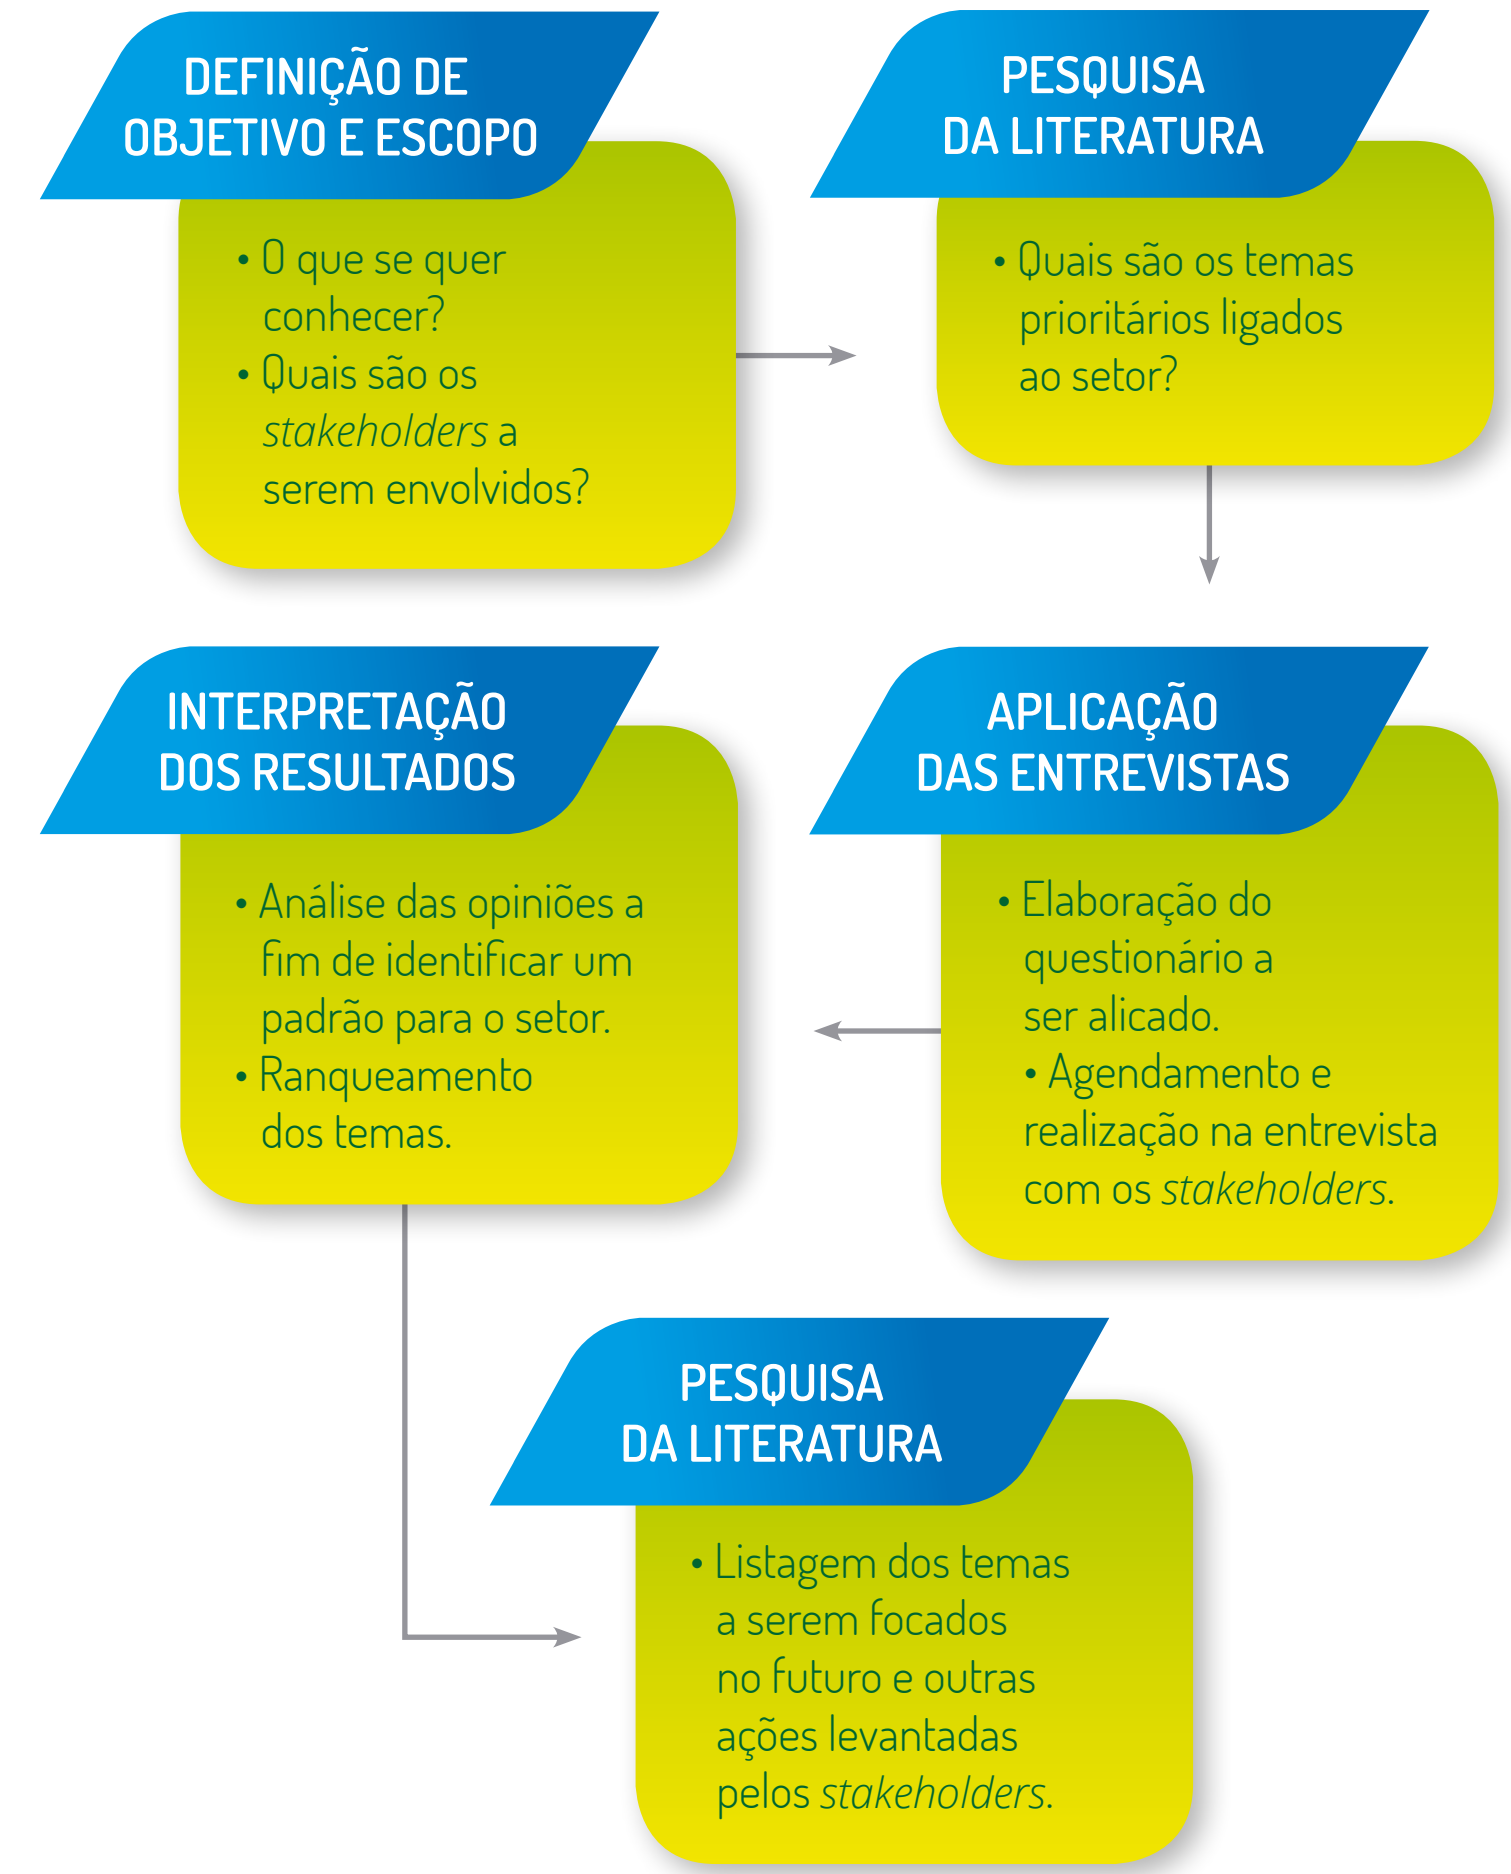 DEFINIÇÃO DE
OBJETIVO E ESCOPO
• O que se quer
conhecer?
• Quais são os
stakeholders a
serem envolvidos?
PESQUISA
DA LITERATURA
• Quais são os temas
prioritários ligados
ao setor?
APLICAÇÃO
DAS ENTREVISTAS
• Elaboração do
questionário a
ser alicado.
• Agendamento e
realização na entrevista
com os stakeholders.
INTERPRETAÇÃO
DOS RESULTADOS
• Análise das opiniões a
fim de identificar um
padrão para o setor.
• Ranqueamento
dos temas.
PESQUISA
DA LITERATURA
• Listagem dos temas
a serem focados
no futuro e outras
ações levantadas
pelos stakeholders.